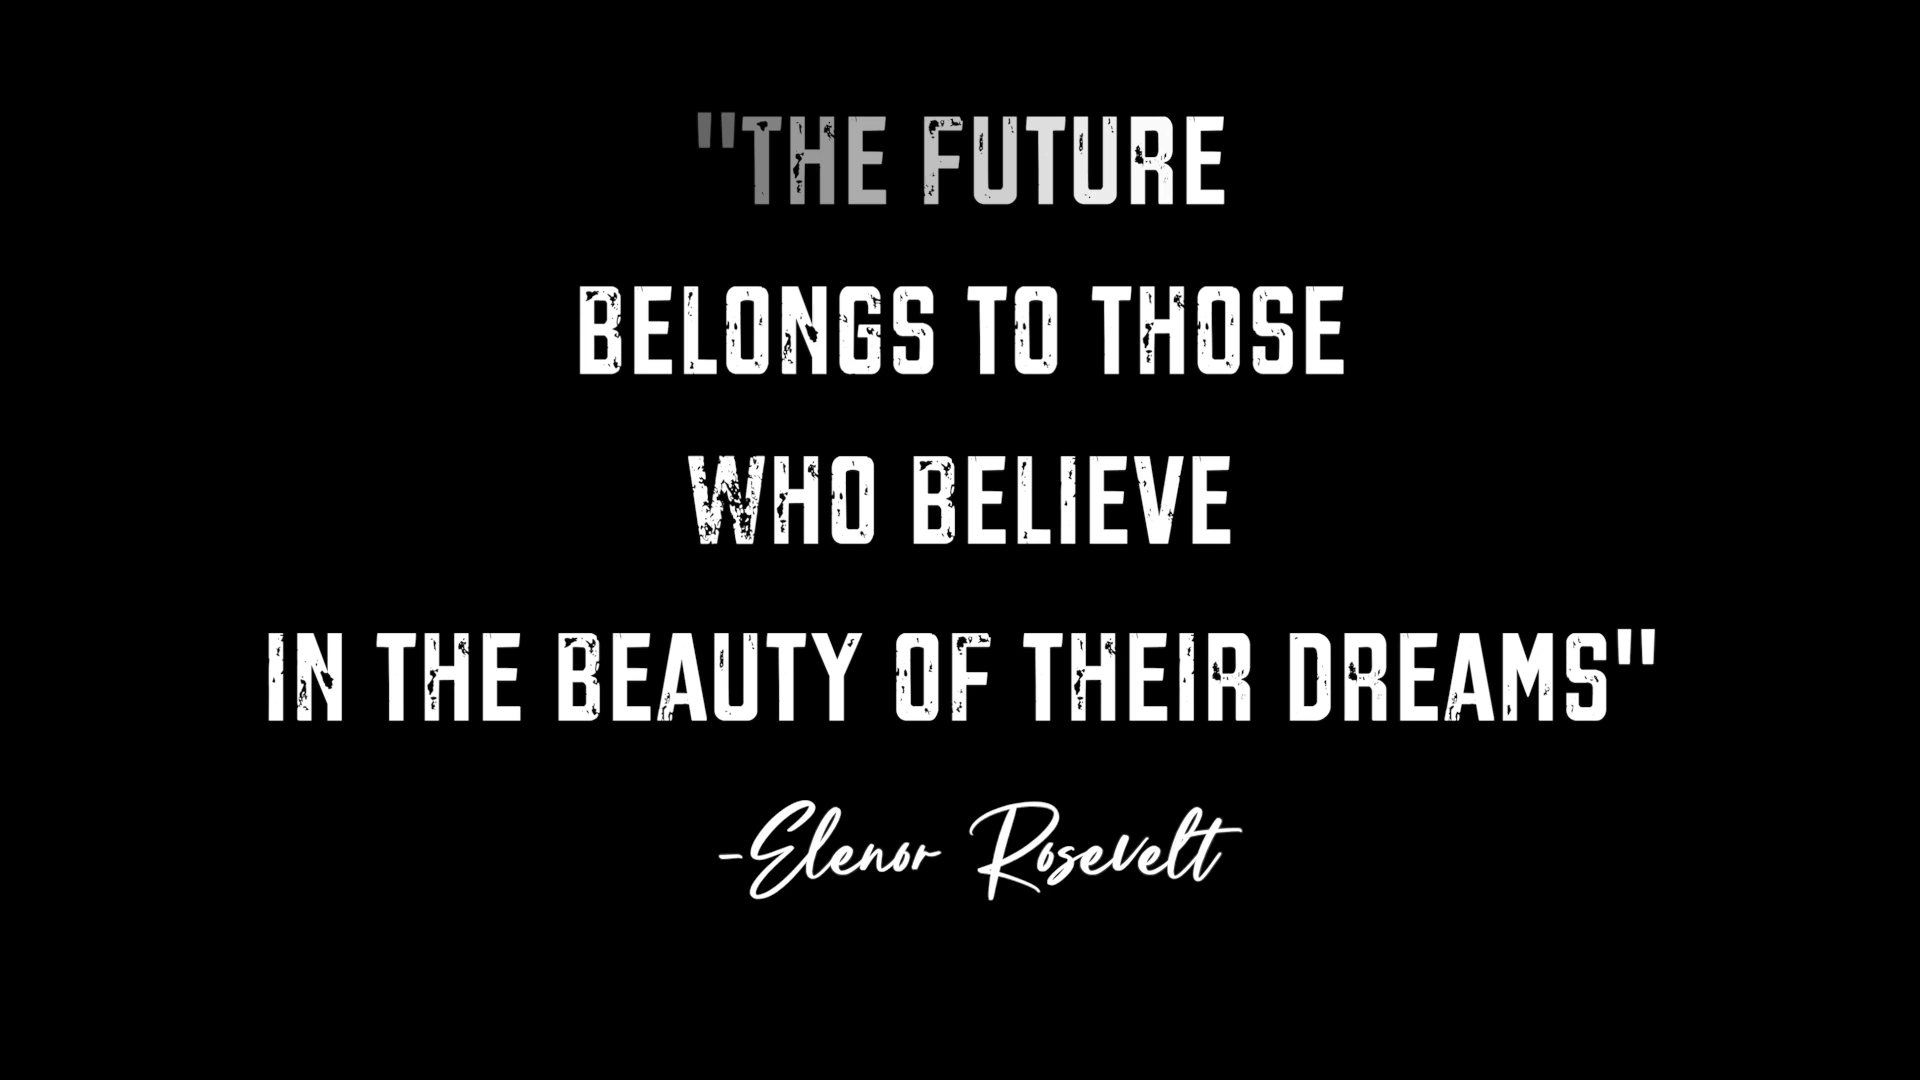 "THE FUTURE
BELONGS TO THOSE
WHO BELIEVE
IN THE BEAUTY OF THEIR DREAMS"
-Elenor Rosevelt